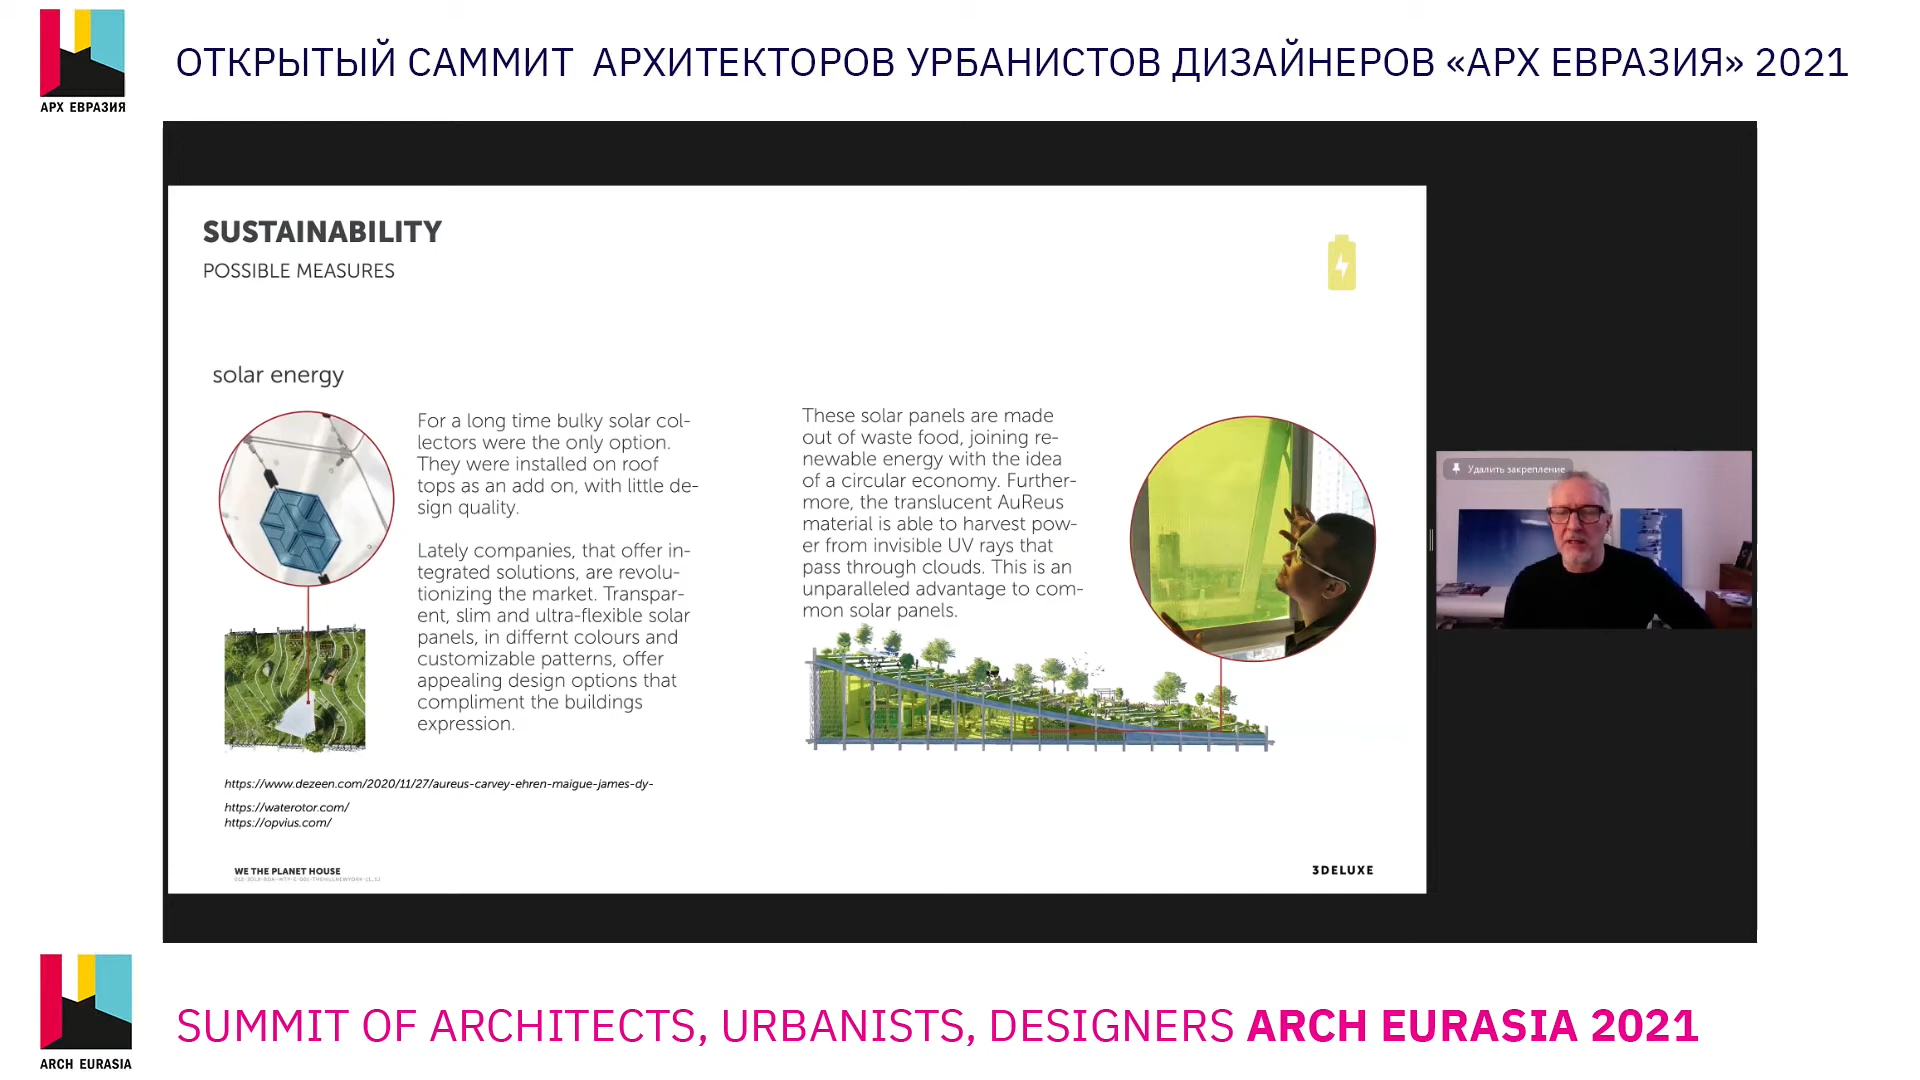 ОТКРЫТЫЙ САММИТ АРХИТЕКТОРОВ УРБАНИСТОВ ДИЗАЙНЕРОВ «АРХ ЕВРАЗИЯ» 2021
АРХ ЕВРАЗИЯ
SUSTAINABILITY
POSSIBLE MEASURES
solar energy
For a long time bulky solar col-
lectors were the only option.
They were installed on roof
tops as an add on, with little de-
sign quality.
Lately companies, that offer in-
tegrated solutions, are revolu-
tionizing the market. Transpar-
ent, slim and ultra-flexible solar
panels, in differnt colours and
customizable patterns, offer
appealing design options that
compliment the buildings
expression.
These solar panels are made
out of waste food, joining re-
newable energy with the idea
of a circular economy. Further-
more, the translucent AuReus
material is able to harvest pow-
er from invisible UV rays that
pass through clouds. This is an
unparalleled advantage to com-
mon solar panels.
Удалить закрепление
https://www.dezeen.com/2020/11/27/aureus-carvey-ehren-maigue-james-dy-
https://waterotor.com/
https://opvius.com/
WE THE PLANET HOUSE
3DELUXE
ARCH EURASIA
SUMMIT OF ARCHITECTS, URBANISTS, DESIGNERS ARCH EURASIA 2021